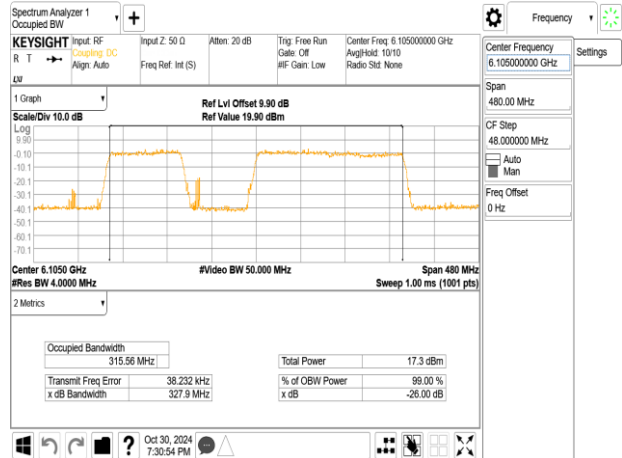 Spectrum Analyzer 1
Occupied BW
KEYSIGHT
R T
LXI
Input: RF
Coupling: DC
Align: Auto
Input Z: 50 Ω
Freq Ref: Int (S)
Atten: 20 dB
Trig: Free Run
Gate: Off
#IF Gain: Low
Center Freq: 6.105000000 GHz
Avg|Hold: 10/10
Radio Std: None
1 Graph
Scale/Div 10.0 dB
Ref Lvl Offset 9.90 dB
Ref Value 19.90 dBm
Log
9.90
-0.10
-10.1
-20.1
-30.1
-40.1
-50.1
-60.1
-70.1
Center 6.1050 GHz
#Res BW 4.0000 MHz
#Video BW 50.000 MHz
Span 480 MHz
Sweep 1.00 ms (1001 pts)
2 Metrics
Occupied Bandwidth
315.56 MHz
Total Power 17.3 dBm
Transmit Freq Error 38.232 kHz
% of OBW Power 99.00 %
x dB Bandwidth 327.9 MHz
x dB -26.00 dB
Oct 30, 2024
7:30:54 PM
Frequency
Center Frequency
6.105000000 GHz
Settings
Span
480.00 MHz
CF Step
48.000000 MHz
Auto
Man
Freq Offset
0 Hz